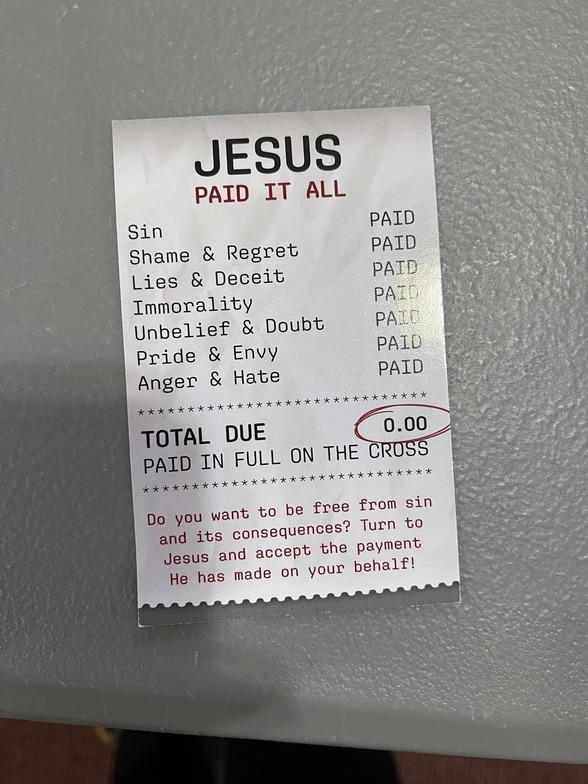 JESUS
PAID IT ALL
Sin PAID
Shame & Regret PAID
Lies & Deceit PAID
Immorality PAID
Unbelief & Doubt PAID
Pride & Envy PAID
Anger & Hate PAID
*****************************
TOTAL DUE 0.00
PAID IN FULL ON THE CROSS
*****************************
Do you want to be free from sin
and its consequences? Turn to
Jesus and accept the payment
He has made on your behalf!